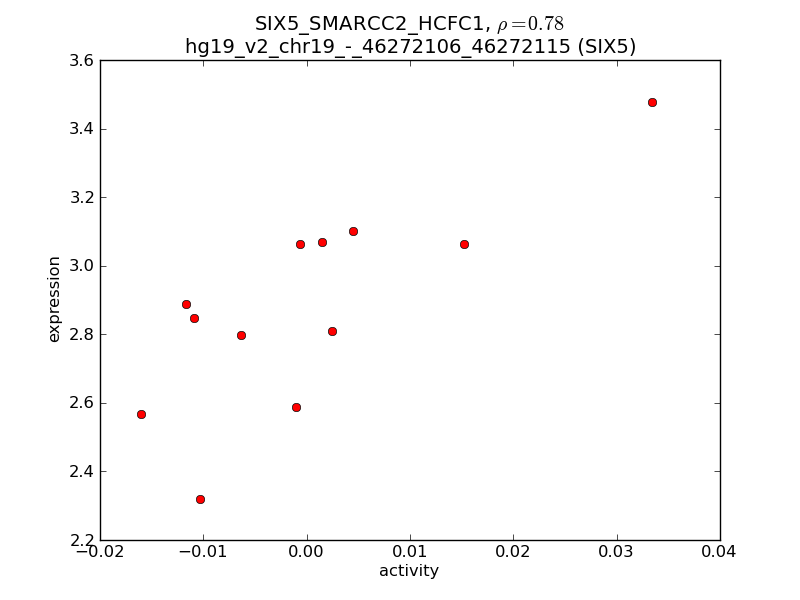 SIX5_SMARCC2_HCFC1, ρ=0.78
hg19_v2_chr19_-_46272106_46272115 (SIX5)
3.6
3.4
3.2
3.0
2.8
2.6
2.4
2.2
expression
−0.02 −0.01 0.00 0.01 0.02 0.03 0.04
activity